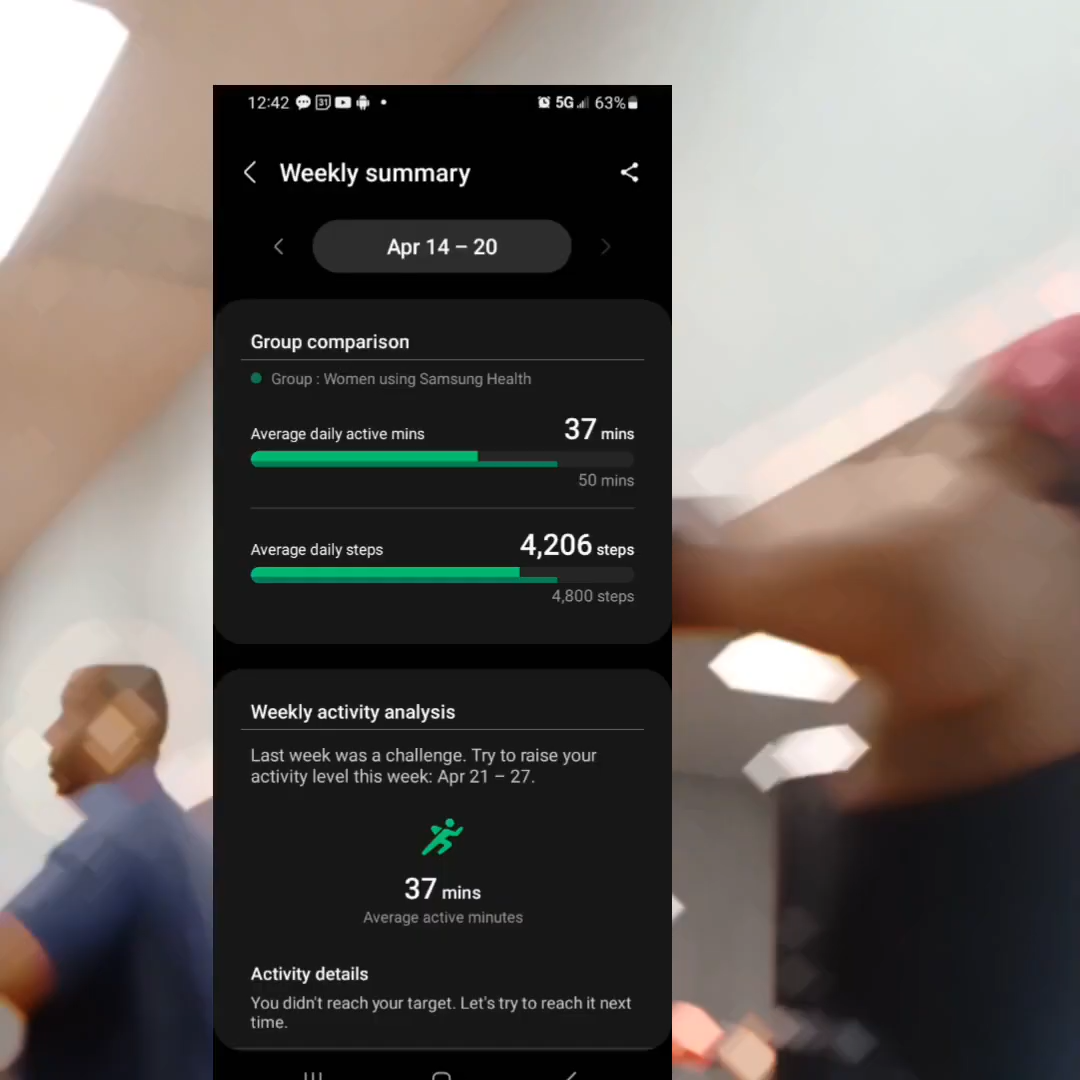 12:42 31 5G 63%
Weekly summary
Apr 14 – 20
Group comparison
Group : Women using Samsung Health
Average daily active mins 37 mins
50 mins
Average daily steps 4,206 steps
4,800 steps
Weekly activity analysis
Last week was a challenge. Try to raise your
activity level this week: Apr 21 – 27.
37 mins
Average active minutes
Activity details
You didn't reach your target. Let's try to reach it next
time.